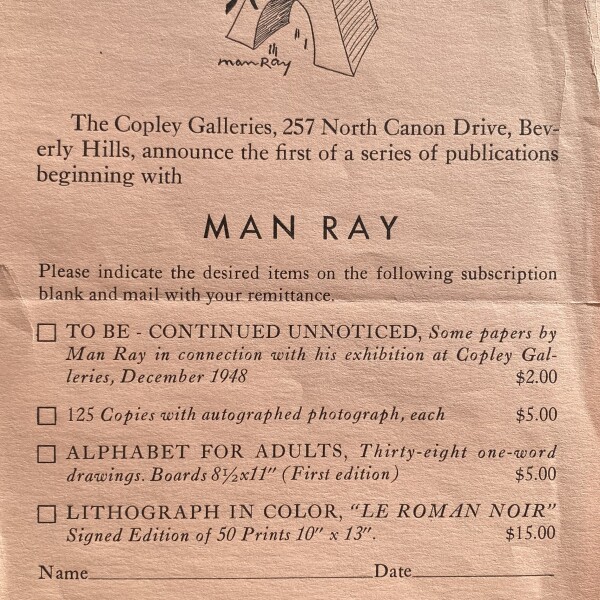 man Ray
The Copley Galleries, 257 North Canon Drive, Bev-
erly Hills, announce the first of a series of publications
beginning with
MAN RAY
Please indicate the desired items on the following subscription
blank and mail with your remittance.
TO BE - CONTINUED UNNOTICED, Some papers by
Man Ray in connection with his exhibition at Copley Gal-
leries, December 1948 $2.00
125 Copies with autographed photograph, each $5.00
ALPHABET FOR ADULTS, Thirty-eight one-word
drawings. Boards 8½x11" (First edition) $5.00
LITHOGRAPH IN COLOR, "LE ROMAN NOIR"
Signed Edition of 50 Prints 10" x 13". $15.00
Name Date